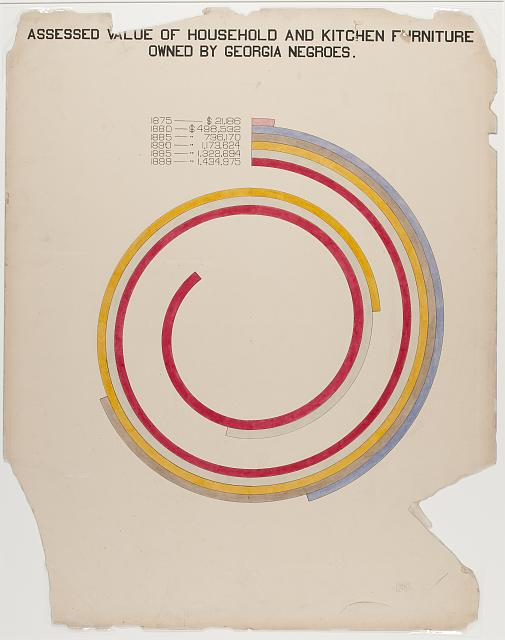 ASSESSED VALUE OF HOUSEHOLD AND KITCHEN FURNITURE
OWNED BY GEORGIA NEGROES.
1875 —— $ 21,186
1880 — $ 498,532
1885 — " 736,170
1890 — " 1,173,624
1895 — " 1,322,694
1899 — " 1,434,975